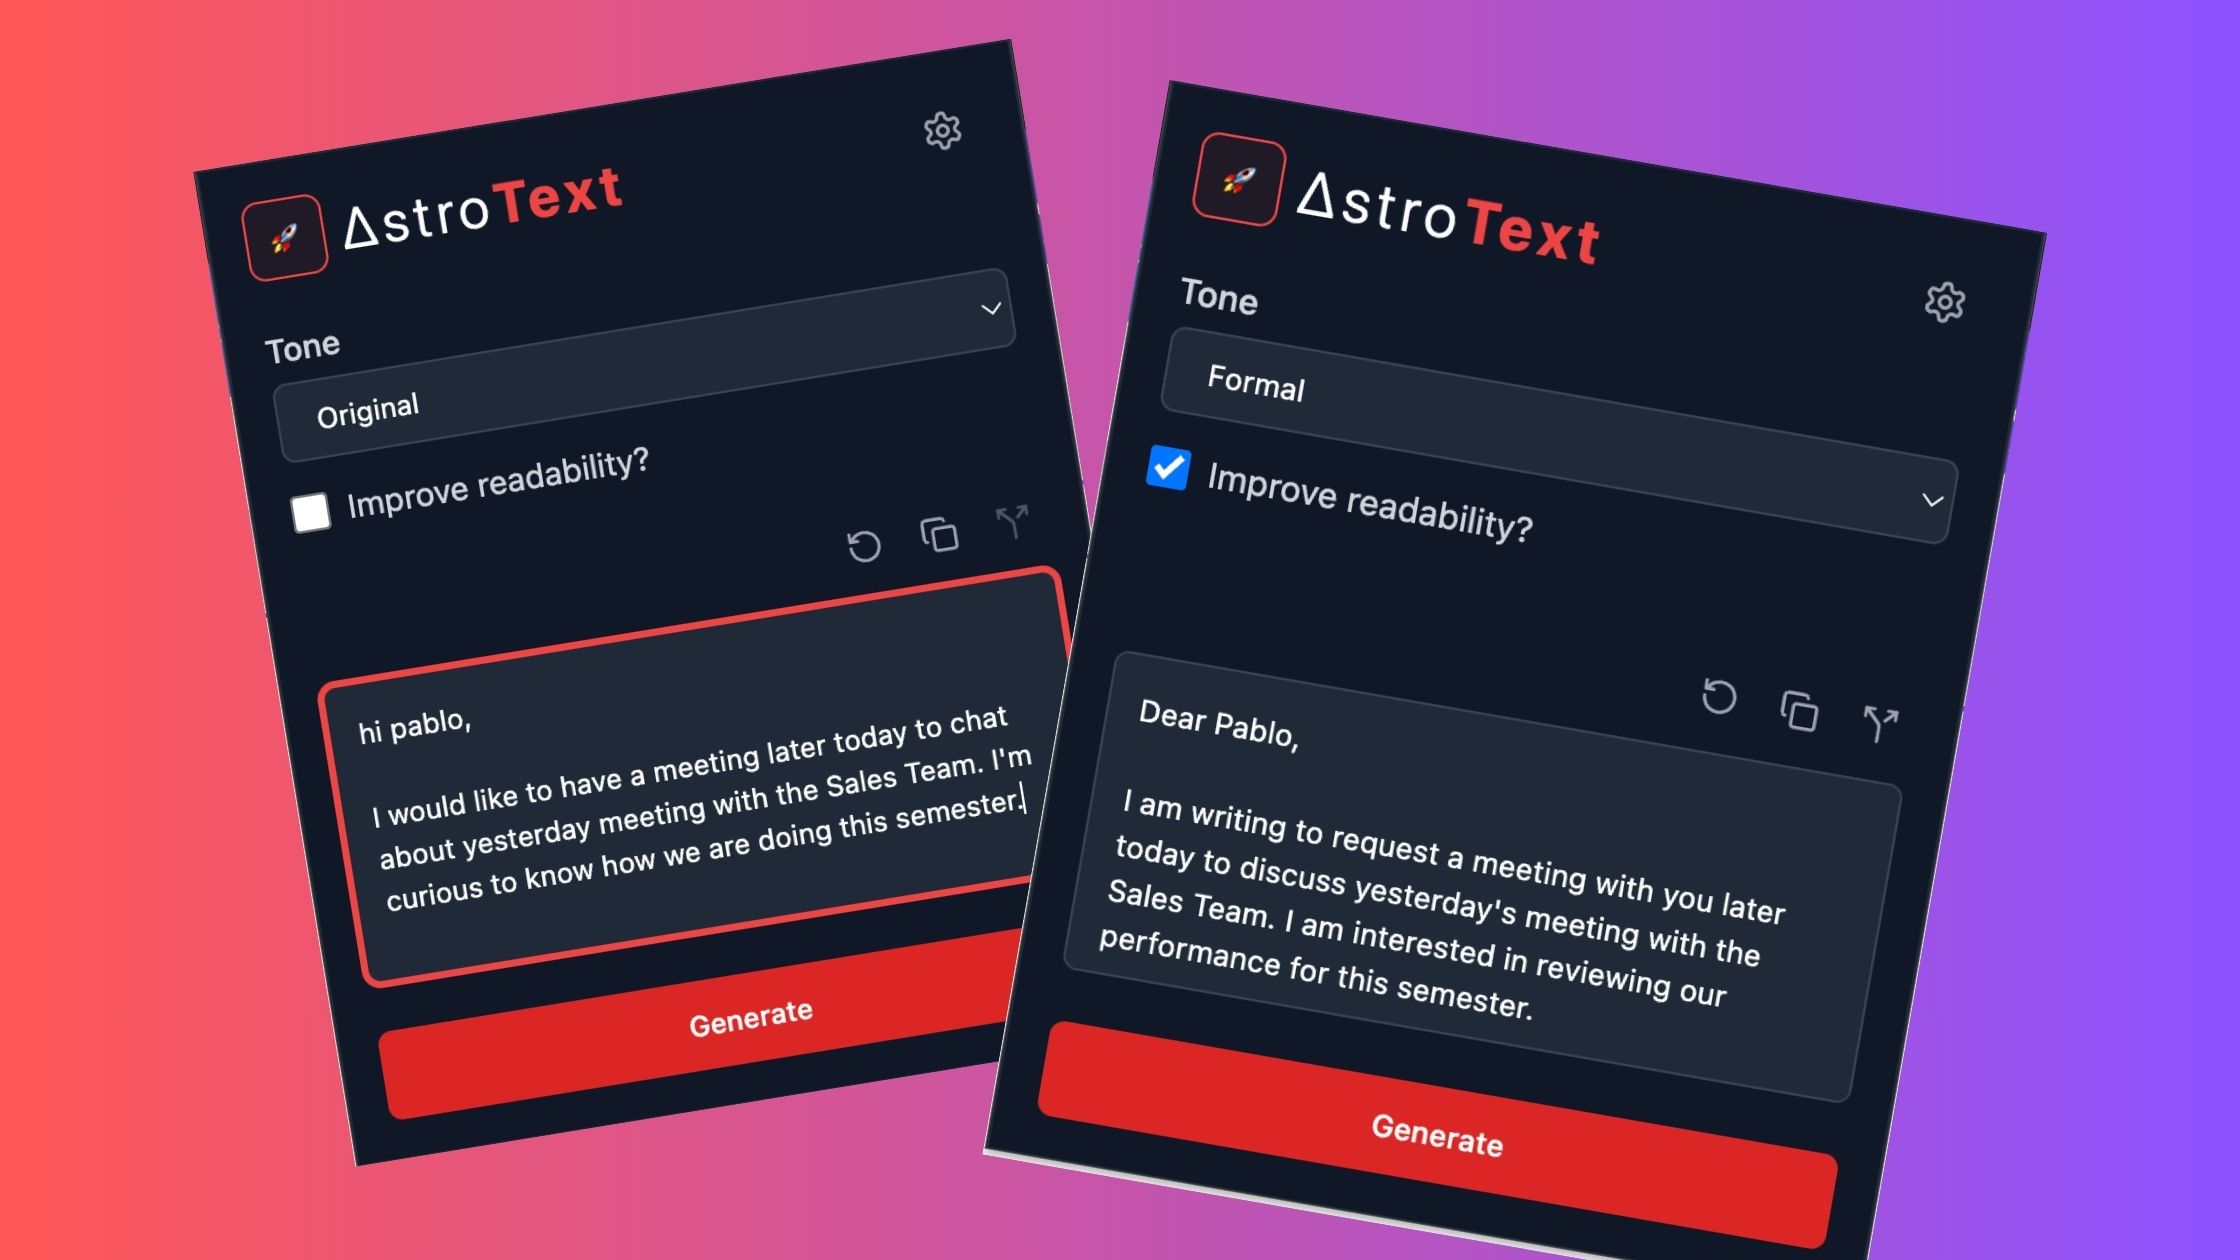 ΔstroText
Tone
Original
Improve readability?
hi pablo,
I would like to have a meeting later today to chat
about yesterday meeting with the Sales Team. I'm
curious to know how we are doing this semester.
Generate
ΔstroText
Tone
Formal
Improve readability?
Dear Pablo,
I am writing to request a meeting with you later
today to discuss yesterday's meeting with the
Sales Team. I am interested in reviewing our
performance for this semester.
Generate